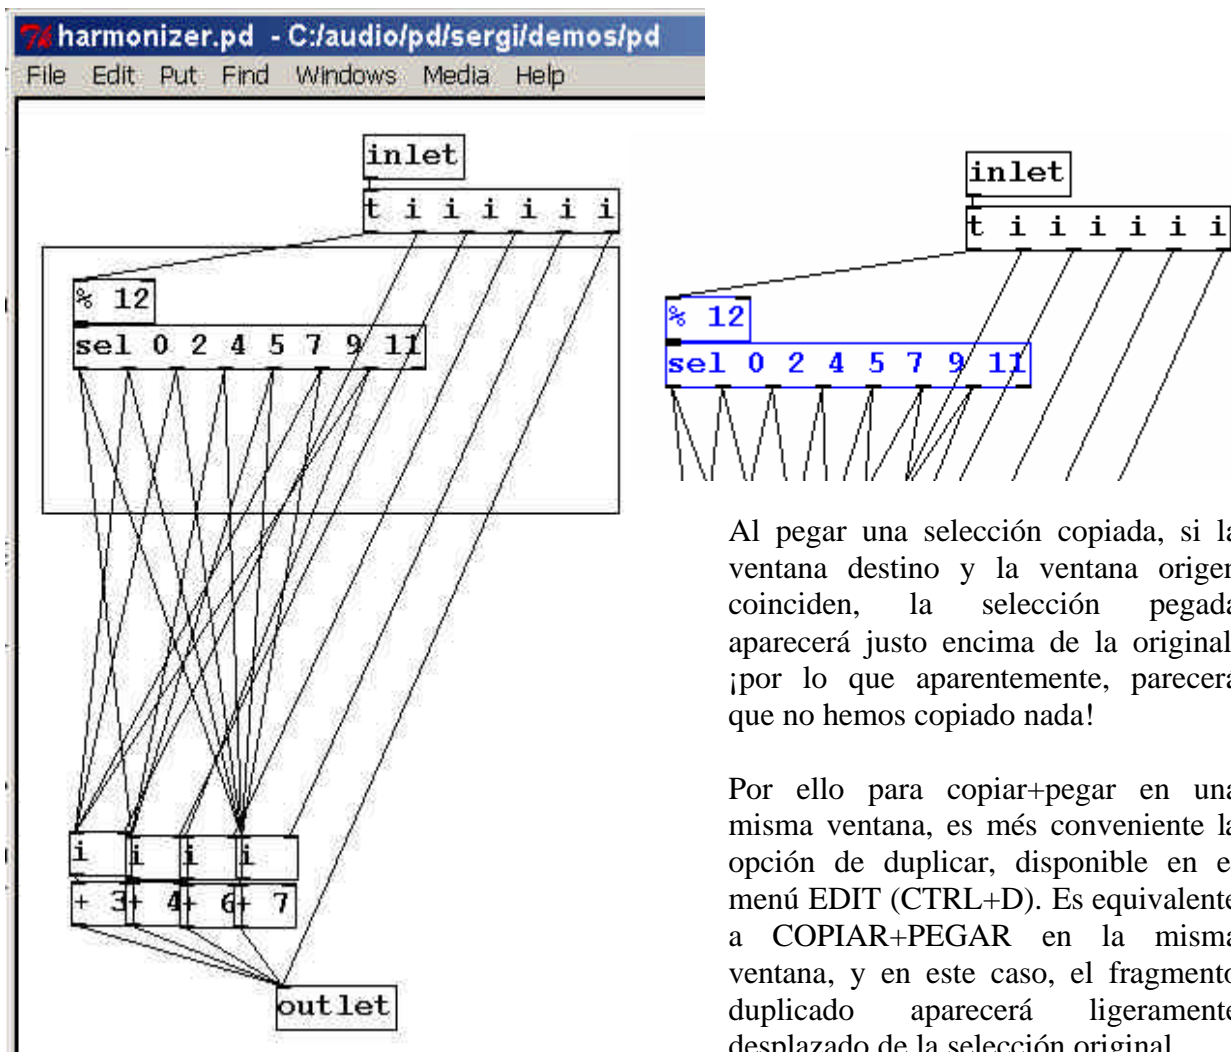 harmonizer.pd - C:/audio/pd/sergi/demos/pd
File Edit Put Find Windows Media Help
inlet
t i i i i i i
% 12
sel 0 2 4 5 7 9 11
i i i i
+ 3 + 4 + 6 + 7
outlet
inlet
t i i i i i i
% 12
sel 0 2 4 5 7 9 11
Al pegar una selección copiada, si la
ventana destino y la ventana origen
coinciden, la selección pegada
aparecerá justo encima de la original
¡por lo que aparentemente, parecerá
que no hemos copiado nada!
Por ello para copiar+pegar en una
misma ventana, es més conveniente la
opción de duplicar, disponible en e
menú EDIT (CTRL+D). Es equivalente
a COPIAR+PEGAR en la misma
ventana, y en este caso, el fragmento
duplicado aparecerá ligeramente
desplazado de la selección original